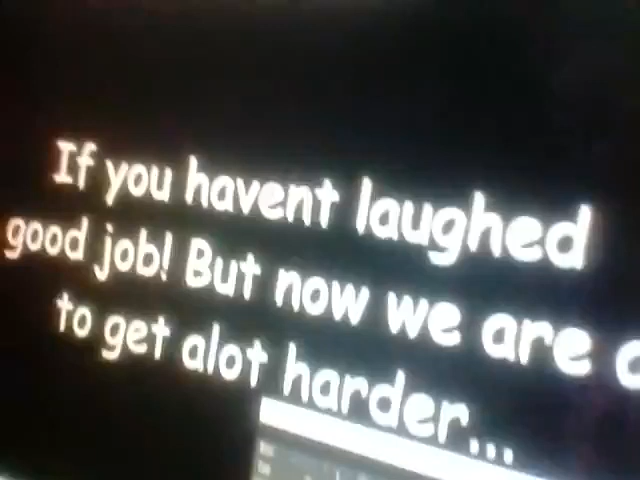 If you havent laughed
good job! But now we are
to get alot harder...